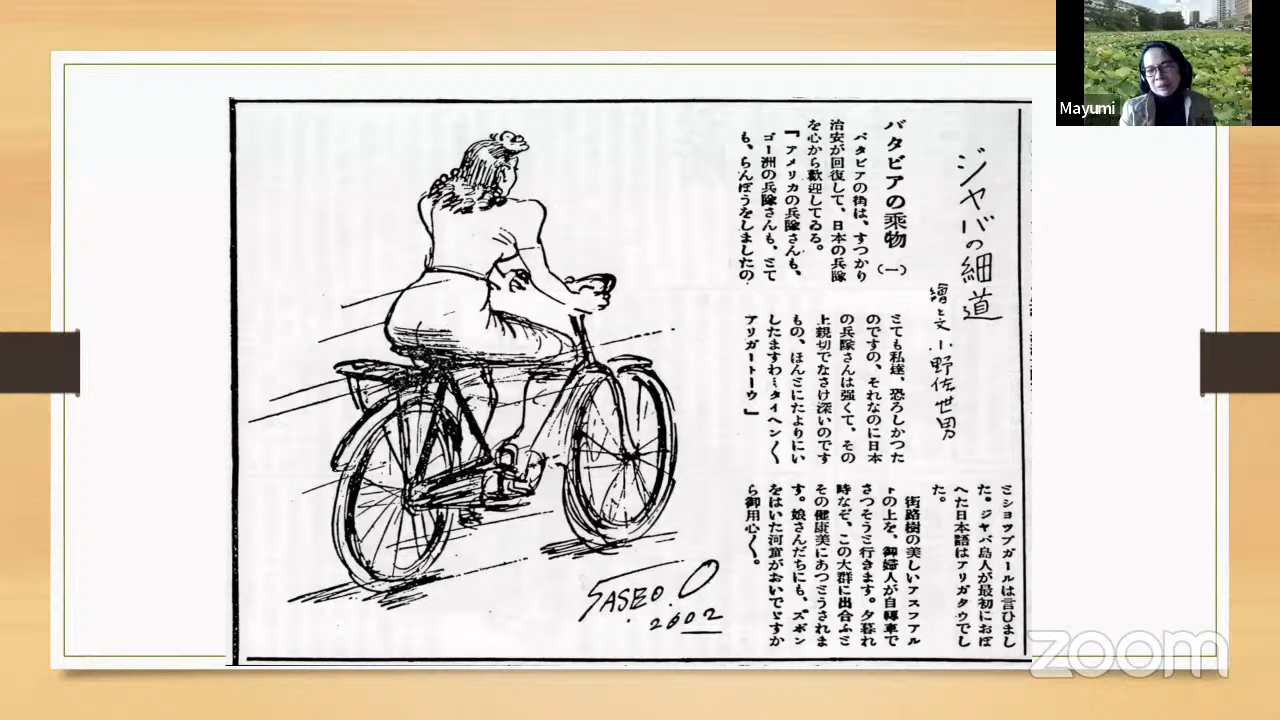 ジャバの細道
繪と文 小野佐世男
バタビアの乘物 (一)
バタビアの街は、すつかり
治安が回復して、日本の兵隊
を心から歡迎してゐる。
『アメリカの兵隊さんも、
ゴー洲の兵隊さんも、とて
も、らんぼうをしましたの、
とても私達、恐ろしかつた
のですの、それなのに日本
の兵隊さんは强くて、その
上親切でなさけ深いのです
もの、ほんとにたよりにい
したますわ…タイヘン〱
アリガートーウ』
とシヨツプガールは言ひまし
た。ジヤバ島人が最初におぼ
へた日本語はアリガタウでし
た。
街路樹の美しいアスフアル
トの上を、御婦人が自轉車で
さつそうと行きます。夕暮れ
時なぞ、この大群に出合ふと
その健康美にあつとうされま
す。娘さんだちにも、ズボン
をはいた河童がおいでですか
ら御用心〱。
SASEO.O
2602
Mayumi
zoom